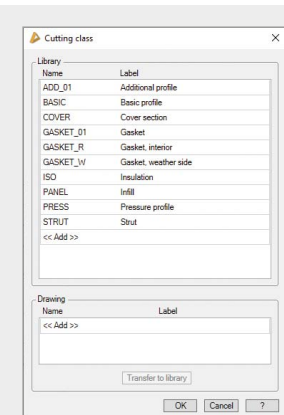 Cutting class
Library
Name Label
ADD_01 Additional profile
BASIC Basic profile
COVER Cover section
GASKET_01 Gasket
GASKET_R Gasket, interior
GASKET_W Gasket, weather side
ISO Insulation
PANEL Infill
PRESS Pressure profile
STRUT Strut
<< Add >>
Drawing
Name Label
<< Add >>
Transfer to library
OK Cancel ?